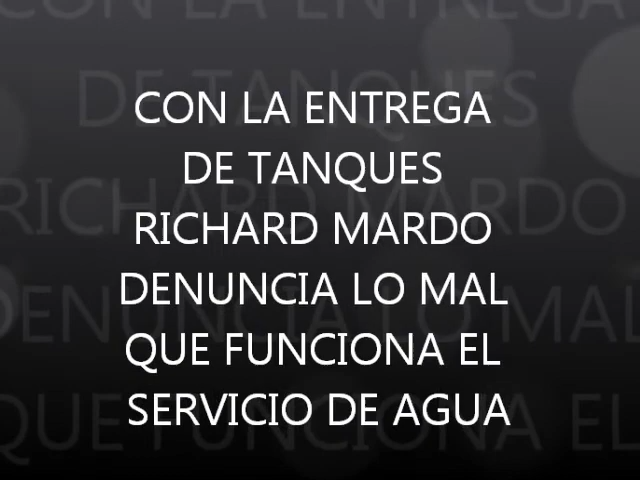 CON LA ENTREGA
DE TANQUES
RICHARD MARDO
DENUNCIA LO MAL
QUE FUNCIONA EL
SERVICIO DE AGUA